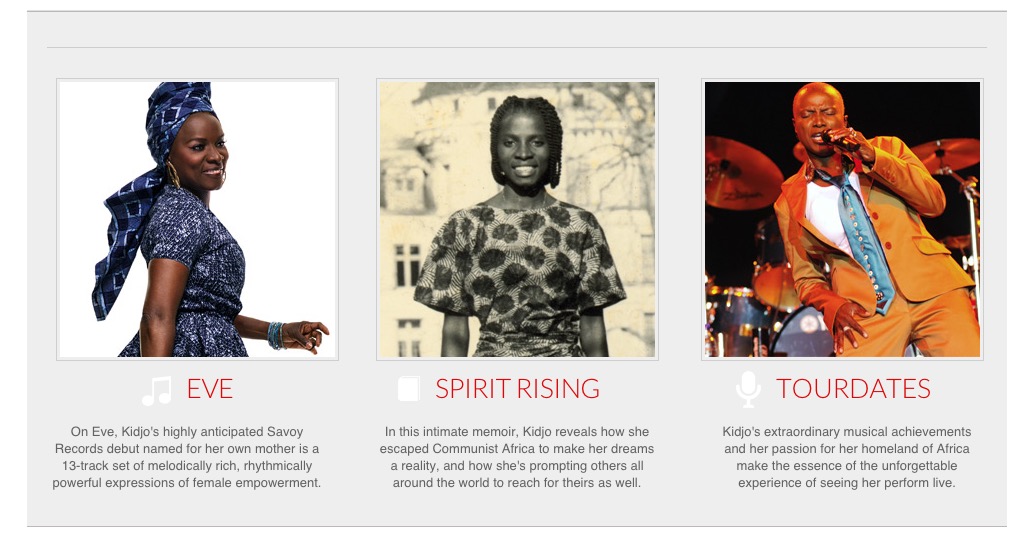 EVE
On Eve, Kidjo's highly anticipated Savoy
Records debut named for her own mother is a
13-track set of melodically rich, rhythmically
powerful expressions of female empowerment.
SPIRIT RISING
In this intimate memoir, Kidjo reveals how she
escaped Communist Africa to make her dreams
a reality, and how she's prompting others all
around the world to reach for theirs as well.
TOURDATES
Kidjo's extraordinary musical achievements
and her passion for her homeland of Africa
make the essence of the unforgettable
experience of seeing her perform live.